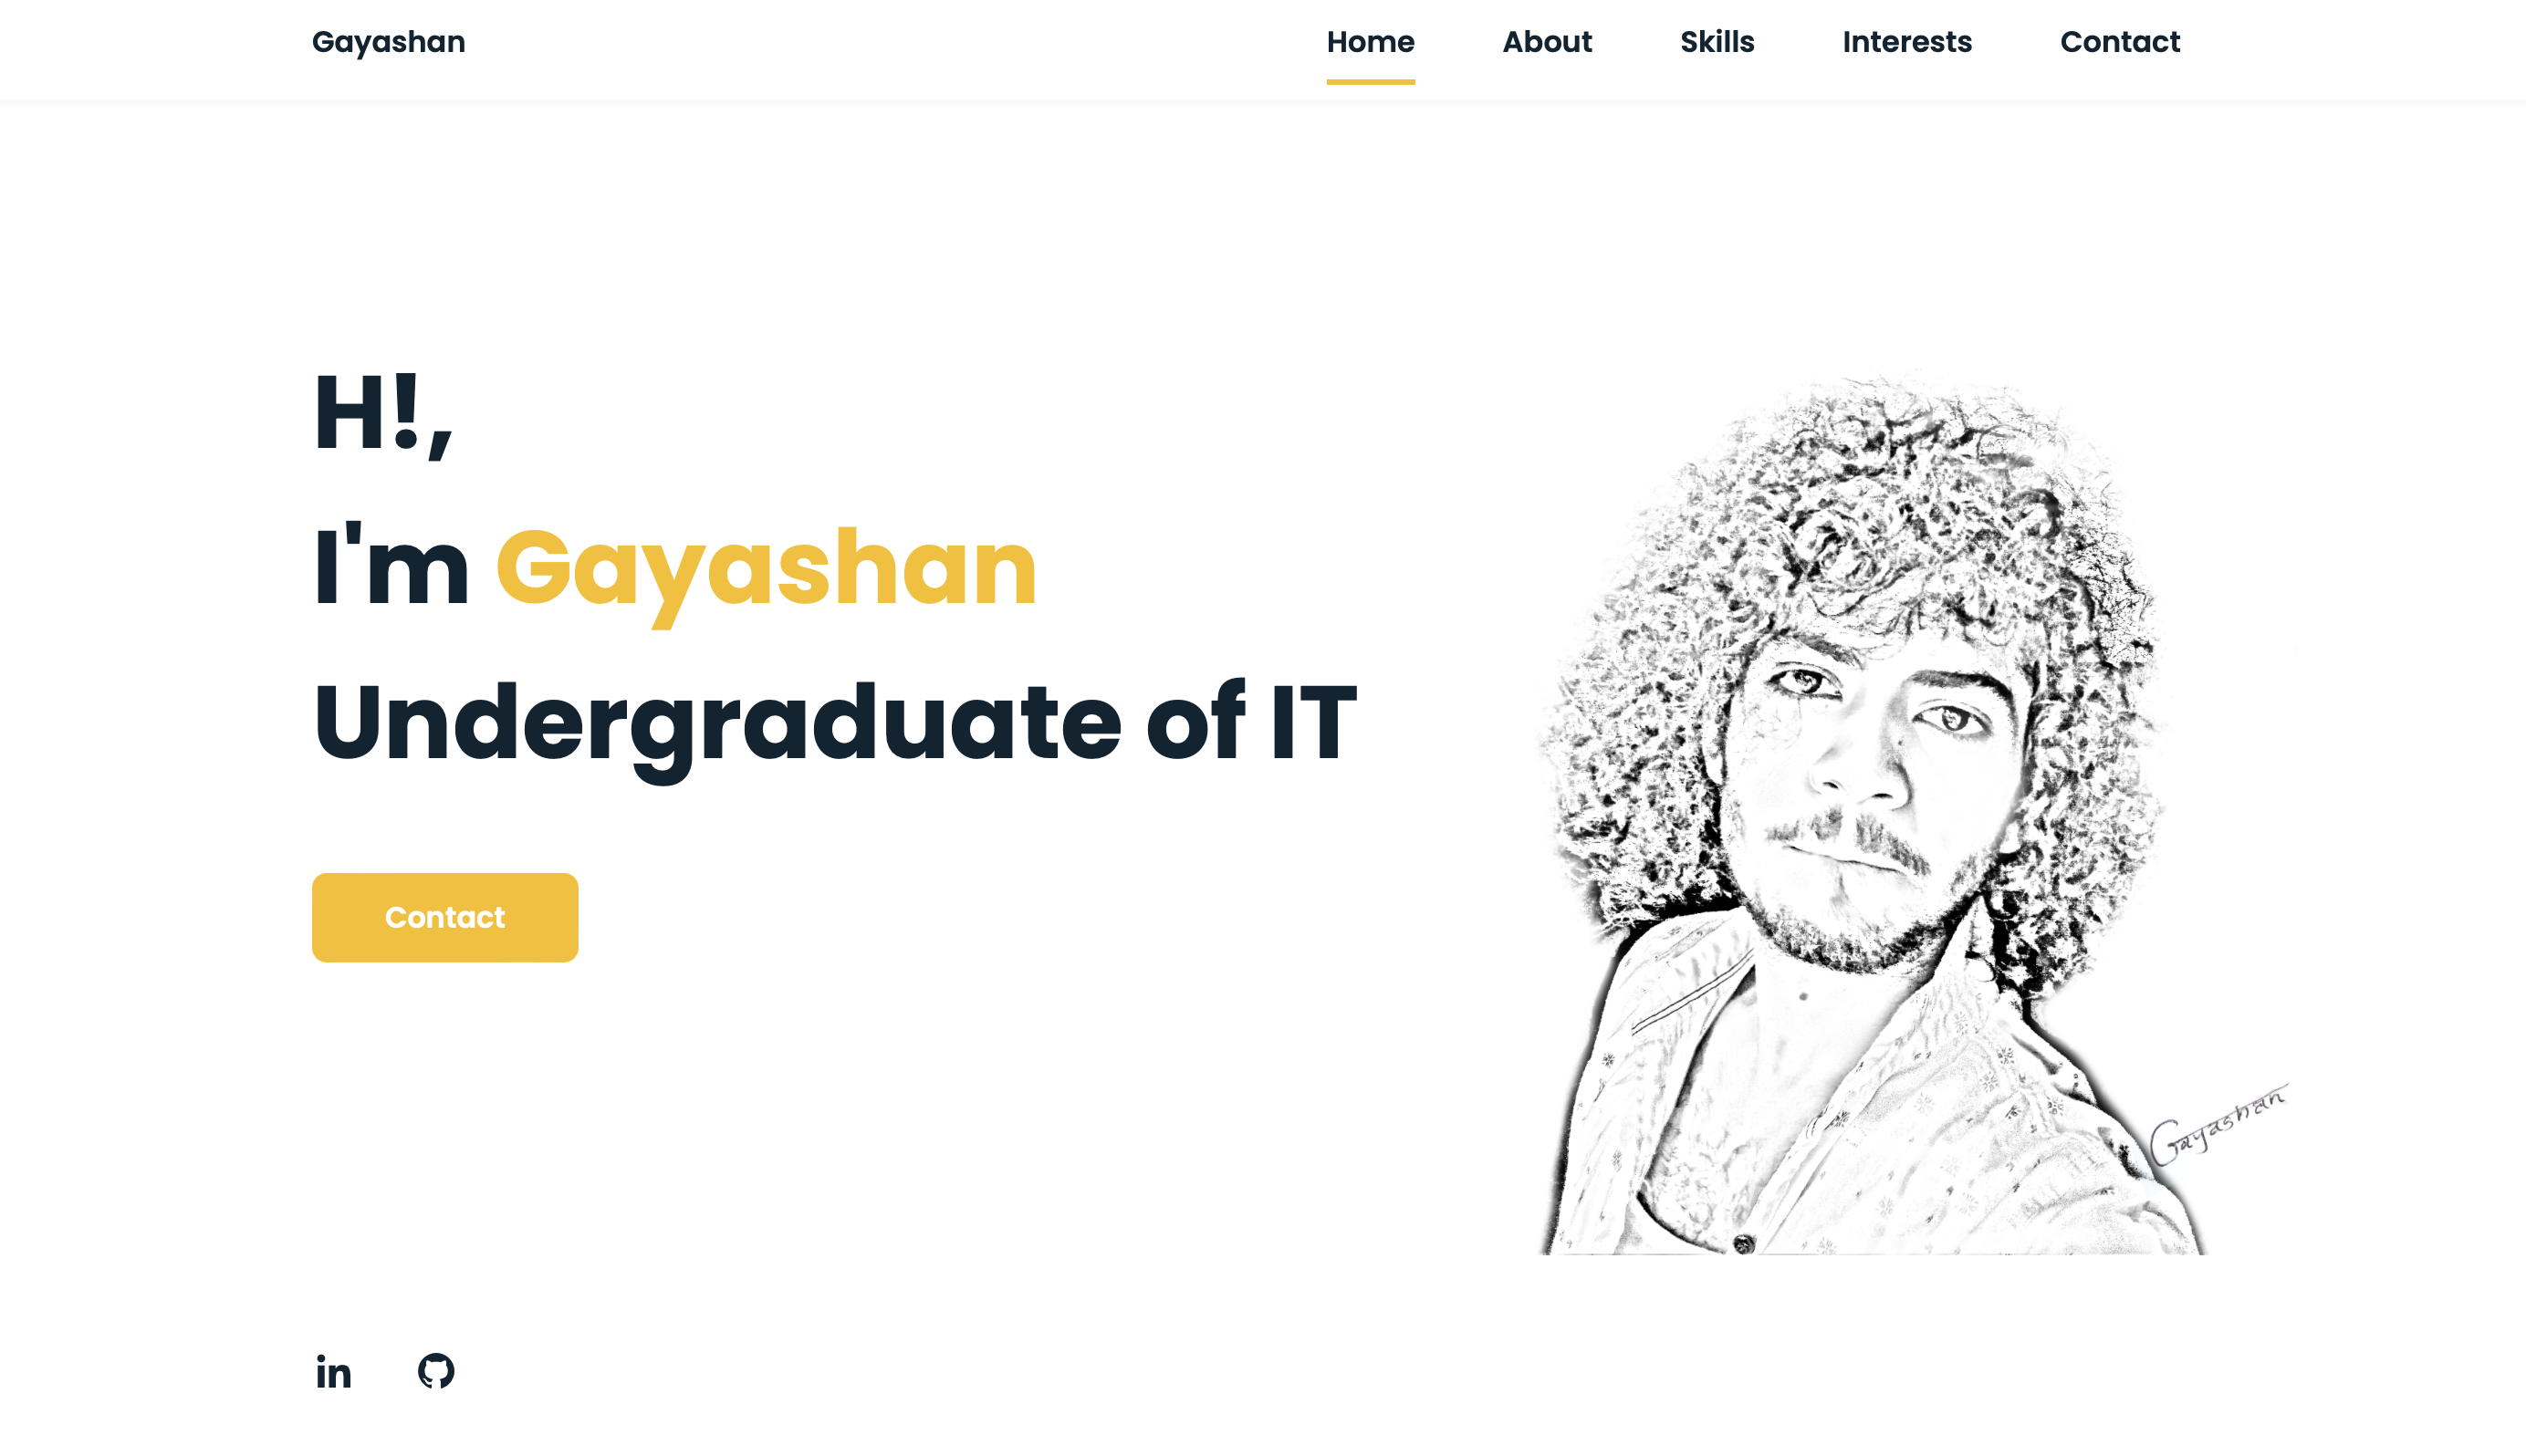 Gayashan
Home About Skills Interests Contact
H!,
I'm Gayashan
Undergraduate of IT
Contact
Gayashan
in